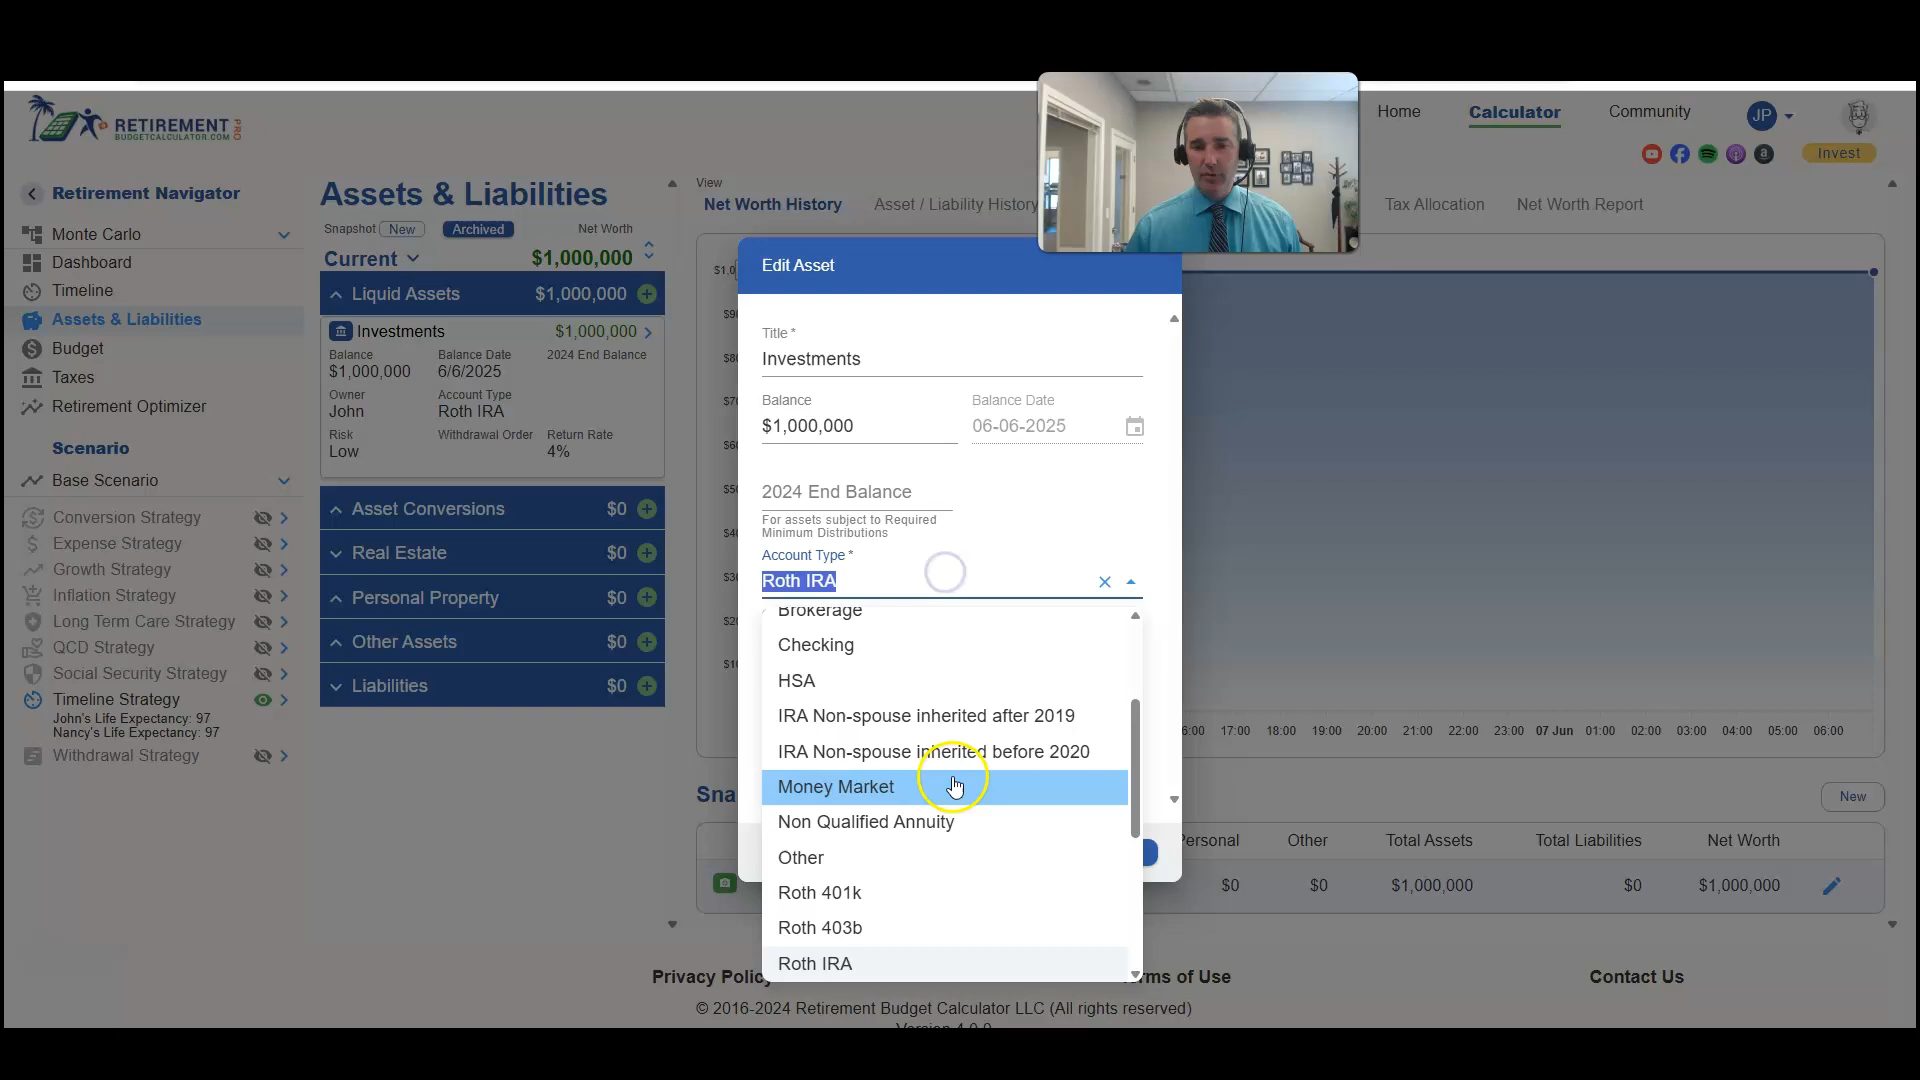 RETIREMENT PRO
BUDGETCALCULATOR.COM
Home
Calculator
Community
JP
Invest
Retirement Navigator
Monte Carlo
Dashboard
Timeline
Assets & Liabilities
Budget
Taxes
Retirement Optimizer
Scenario
Base Scenario
Conversion Strategy
Expense Strategy
Growth Strategy
Inflation Strategy
Long Term Care Strategy
QCD Strategy
Social Security Strategy
Timeline Strategy
John's Life Expectancy: 97
Nancy's Life Expectancy: 97
Withdrawal Strategy
Assets & Liabilities
Snapshot New Archived Net Worth
Current $1,000,000
Liquid Assets $1,000,000
Investments $1,000,000
Balance Balance Date 2024 End Balance
$1,000,000 6/6/2025
Owner Account Type
John Roth IRA
Risk Withdrawal Order Return Rate
Low 4%
Asset Conversions $0
Real Estate $0
Personal Property $0
Other Assets $0
Liabilities $0
View
Net Worth History Asset / Liability History Tax Allocation Net Worth Report
Edit Asset
Title *
Investments
Balance Balance Date
$1,000,000 06-06-2025
2024 End Balance
For assets subject to Required
Minimum Distributions
Account Type *
Roth IRA
Brokerage
Checking
HSA
IRA Non-spouse inherited after 2019
IRA Non-spouse inherited before 2020
Money Market
Non Qualified Annuity
Other
Roth 401k
Roth 403b
Roth IRA
17:00 18:00 19:00 20:00 21:00 22:00 23:00 07 Jun 01:00 02:00 03:00 04:00 05:00 06:00
New
Personal Other Total Assets Total Liabilities Net Worth
$0 $0 $1,000,000 $0 $1,000,000
Privacy Policy Terms of Use Contact Us
© 2016-2024 Retirement Budget Calculator LLC (All rights reserved)
Version 4.0.0